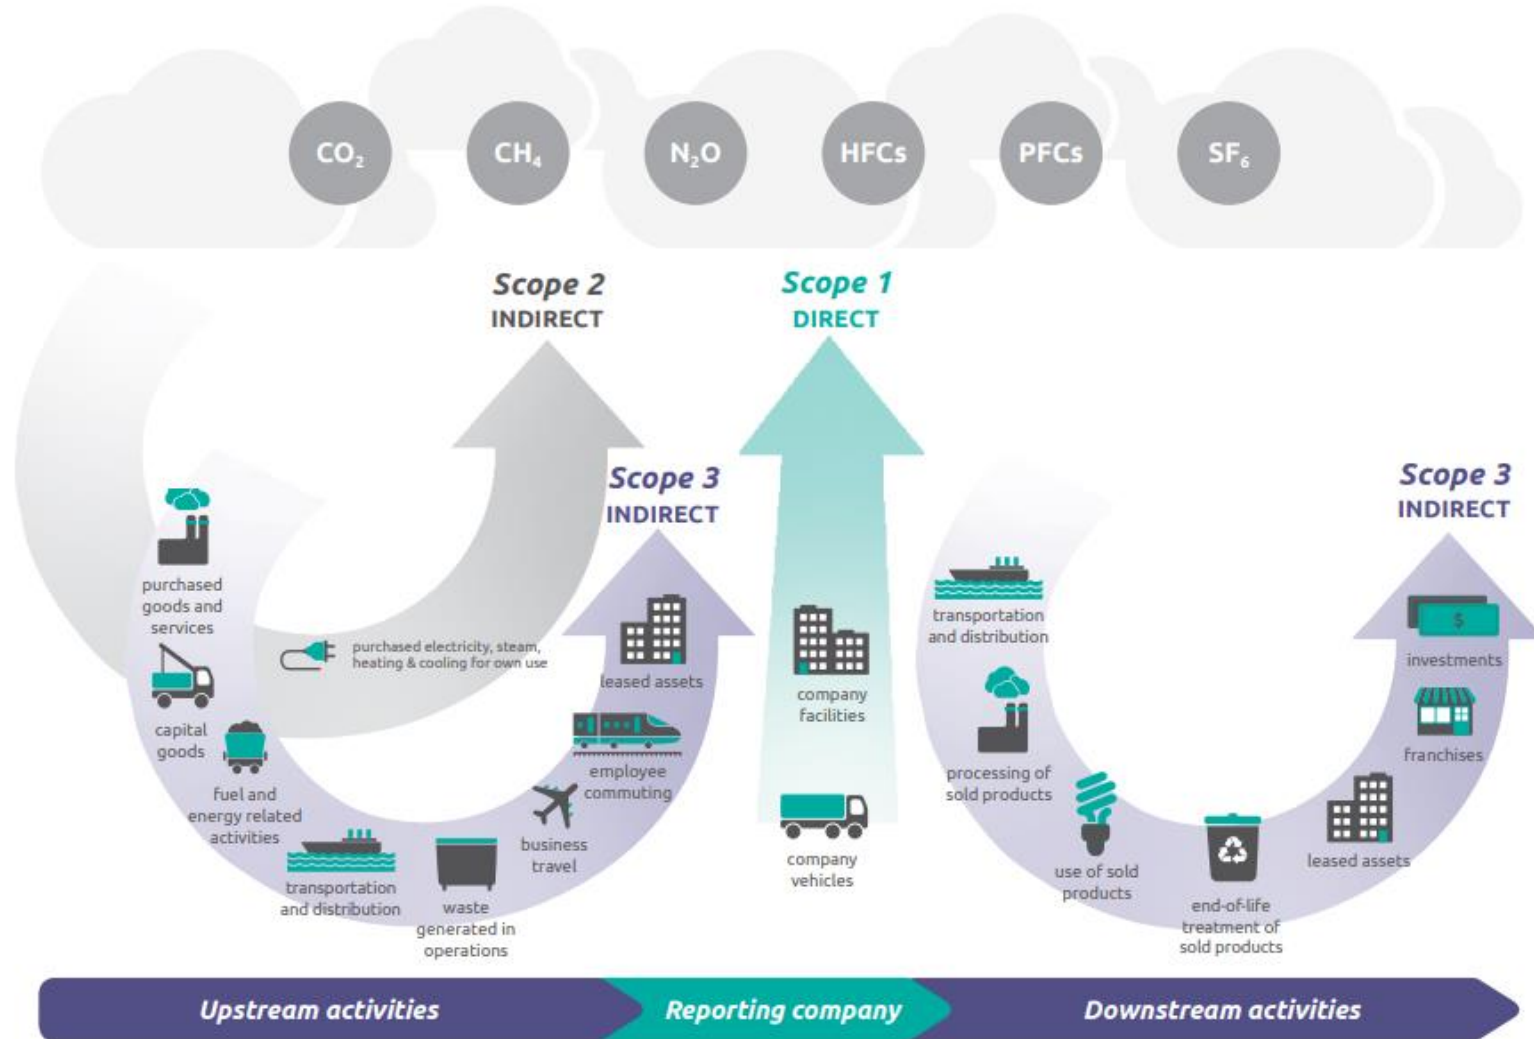 CO₂
CH₄
N₂O
HFCs
PFCs
SF₆
Scope 2
INDIRECT
Scope 1
DIRECT
Scope 3
INDIRECT
Scope 3
INDIRECT
purchased
goods and
services
capital
goods
fuel and
energy related
activities
transportation
and distribution
waste
generated in
operations
business
travel
employee
commuting
leased assets
purchased electricity, steam,
heating & cooling for own use
company
facilities
company
vehicles
transportation
and distribution
processing of
sold products
use of sold
products
end-of-life
treatment of
sold products
leased assets
franchises
$
investments
Upstream activities
Reporting company
Downstream activities